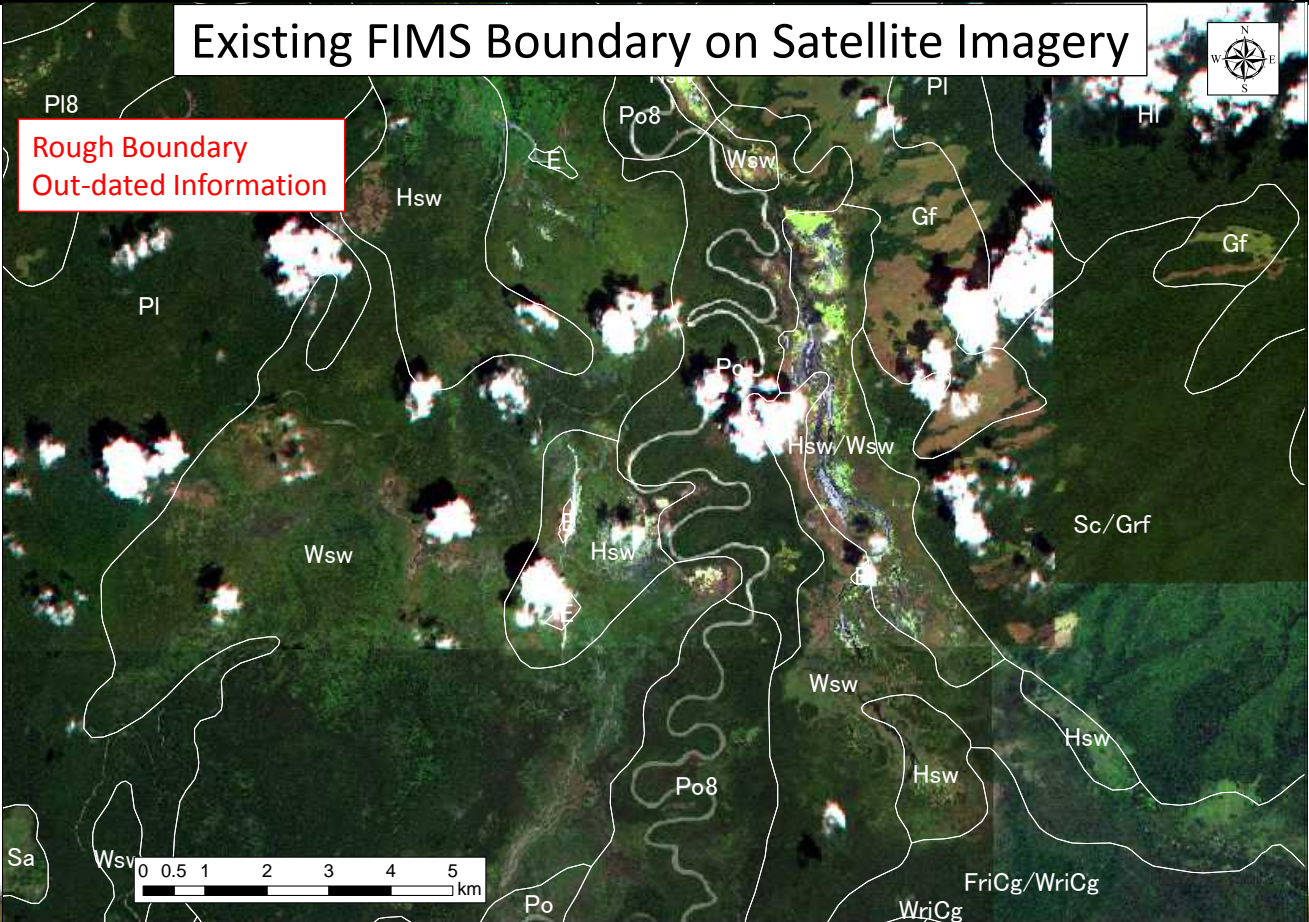 Existing FIMS Boundary on Satellite Imagery
N
W E
S
Pl8
Po8
Pl
Hl
Rough Boundary
Out-dated Information
E
Wsw
Hsw
Gf
Gf
Pl
Po
Hsw/Wsw
E
Sc/Grf
Wsw
Hsw
E
E
Wsw
Hsw
Hsw
Po8
Sa
0 0.5 1 2 3 4 5
km
FriCg/WriCg
Po
WriCg